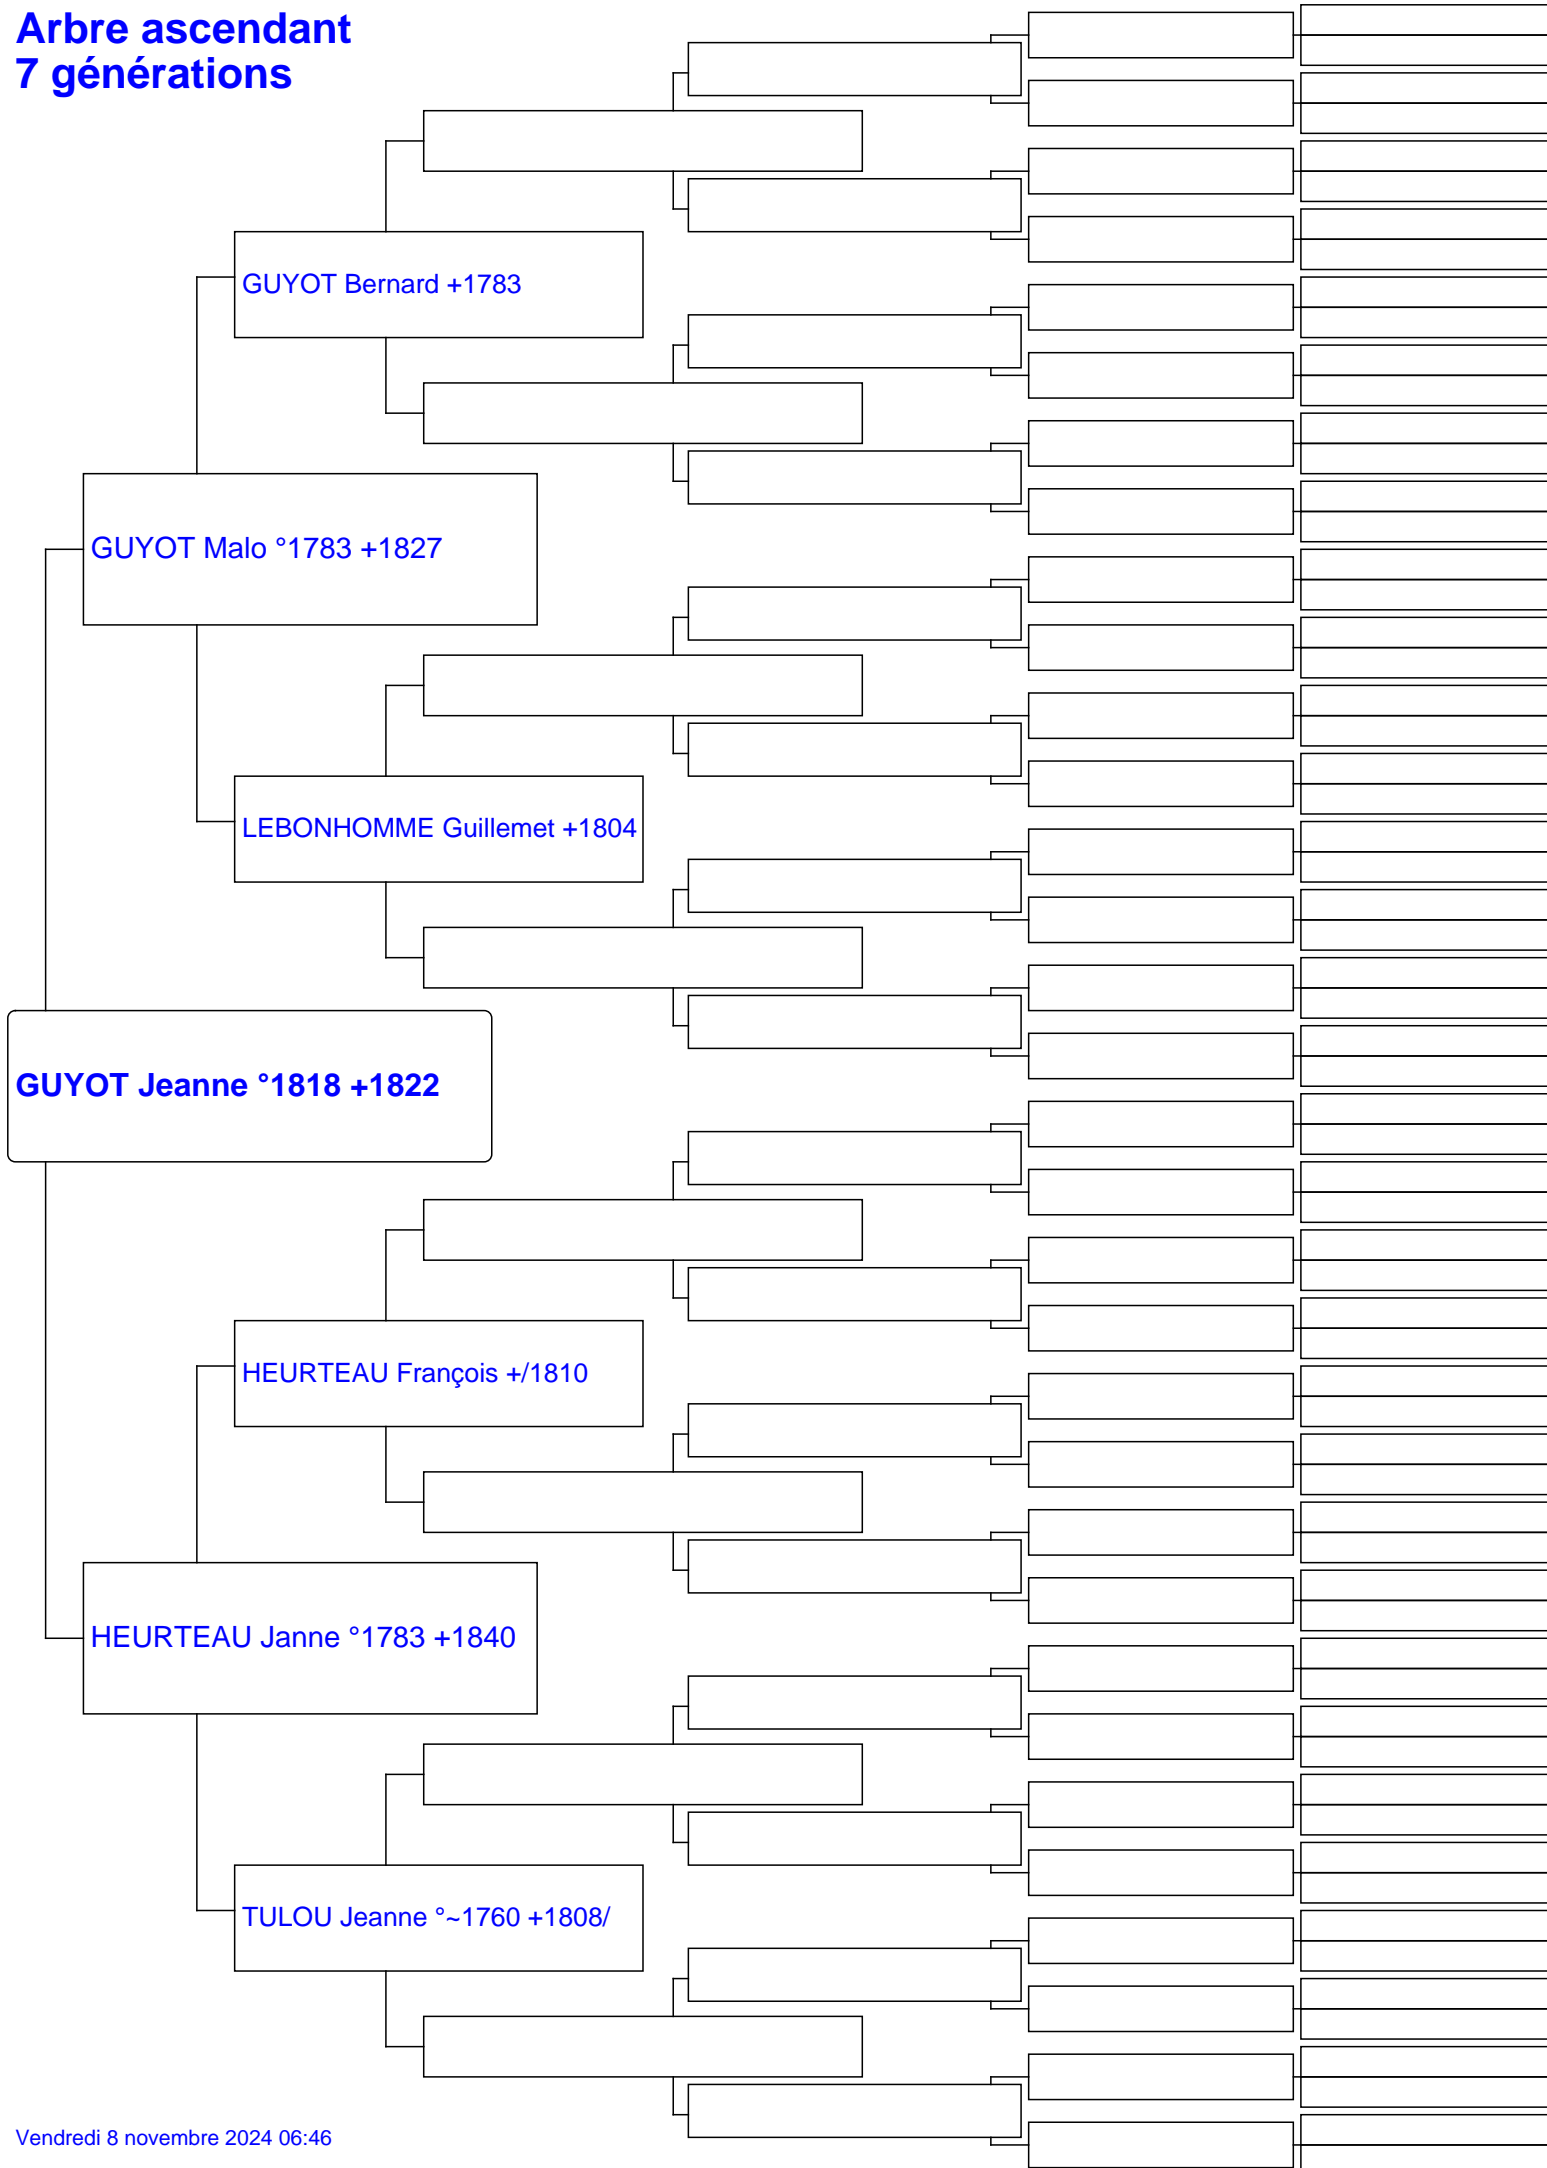 Arbre ascendant
7 générations
GUYOT Bernard +1783
GUYOT Malo °1783 +1827
LEBONHOMME Guillemet +1804
GUYOT Jeanne °1818 +1822
HEURTEAU François +/1810
HEURTEAU Janne °1783 +1840
TULOU Jeanne °~1760 +1808/
Vendredi 8 novembre 2024 06:46